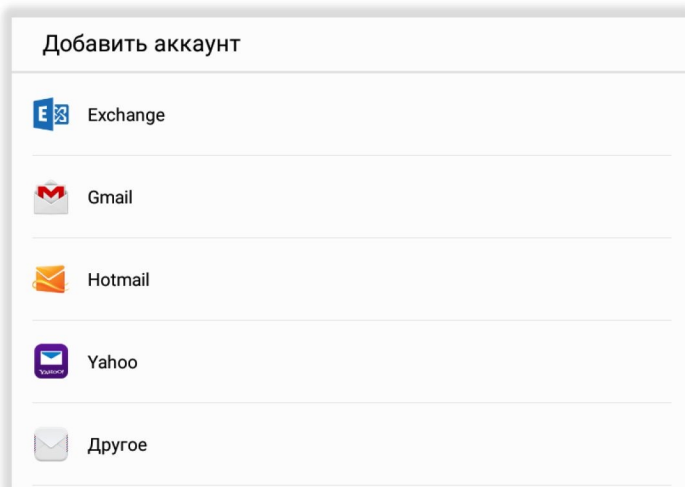 Добавить аккаунт
Exchange
Gmail
Hotmail
Yahoo
Другое